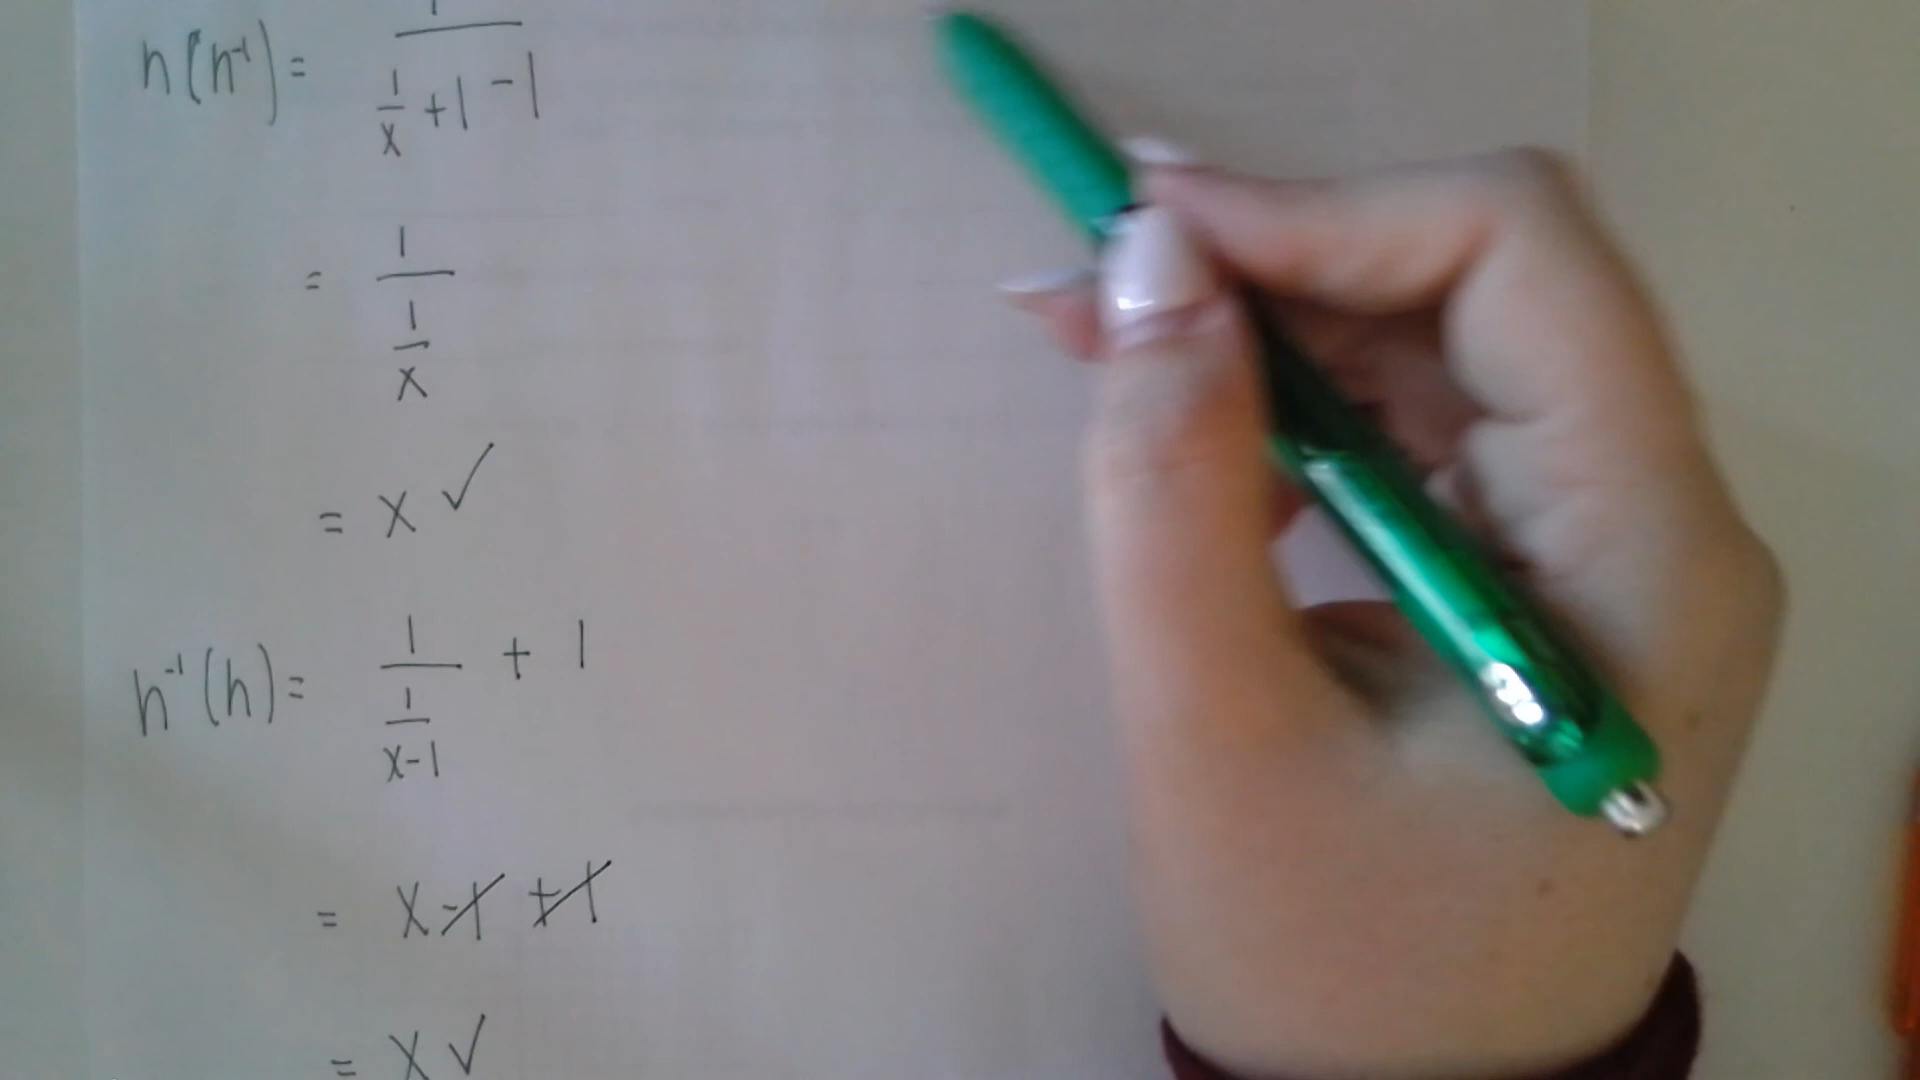 h(h⁻¹) = 1/(1/x + 1 - 1)
= 1/(1/x)
= x ✓
h⁻¹(h) = 1/(1/(x-1)) + 1
= x - 1 + 1
= x ✓